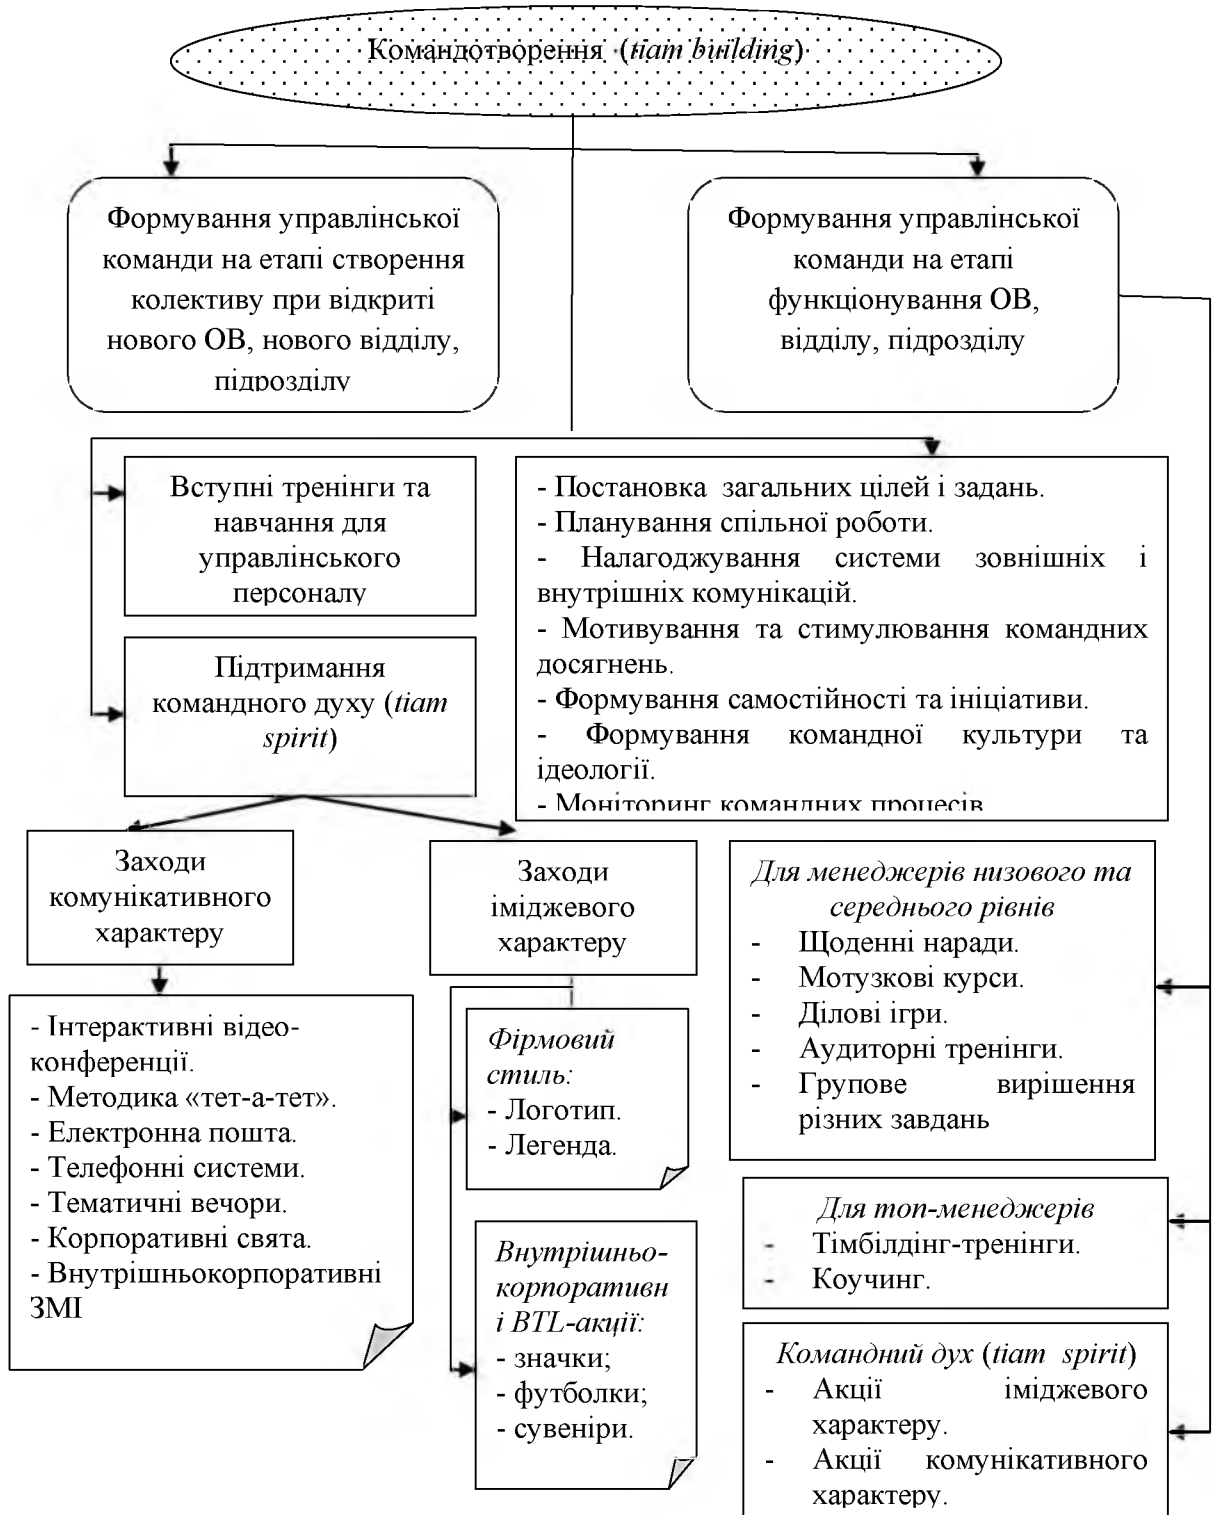 Командотворення (tiam building)
Формування управлінської
команди на етапі створення
колективу при відкриті
нового ОВ, нового відділу,
підрозділу
Формування управлінської
команди на етапі
функціонування ОВ,
відділу, підрозділу
Вступні тренінги та
навчання для
управлінського
персоналу
Підтримання
командного духу (tiam
spirit)
- Постановка загальних цілей і задань.
- Планування спільної роботи.
- Налагоджування системи зовнішніх і
внутрішніх комунікацій.
- Мотивування та стимулювання командних
досягнень.
- Формування самостійності та ініціативи.
- Формування командної культури та
ідеології.
- Моніторинг командних процесів
Заходи
комунікативного
характеру
Заходи
іміджевого
характеру
- Інтерактивні відео-
конференції.
- Методика «тет-а-тет».
- Електронна пошта.
- Телефонні системи.
- Тематичні вечори.
- Корпоративні свята.
- Внутрішньокорпоративні
ЗМІ
Фірмовий
стиль:
- Логотип.
- Легенда.
Внутрішньо-
корпоративн
і BTL-акції:
- значки;
- футболки;
- сувеніри.
Для менеджерів низового та
середнього рівнів
- Щоденні наради.
- Мотузкові курси.
- Ділові ігри.
- Аудиторні тренінги.
- Групове вирішення
різних завдань
Для топ-менеджерів
- Тімбілдінг-тренінги.
- Коучинг.
Командний дух (tiam spirit)
- Акції іміджевого
характеру.
- Акції комунікативного
характеру.